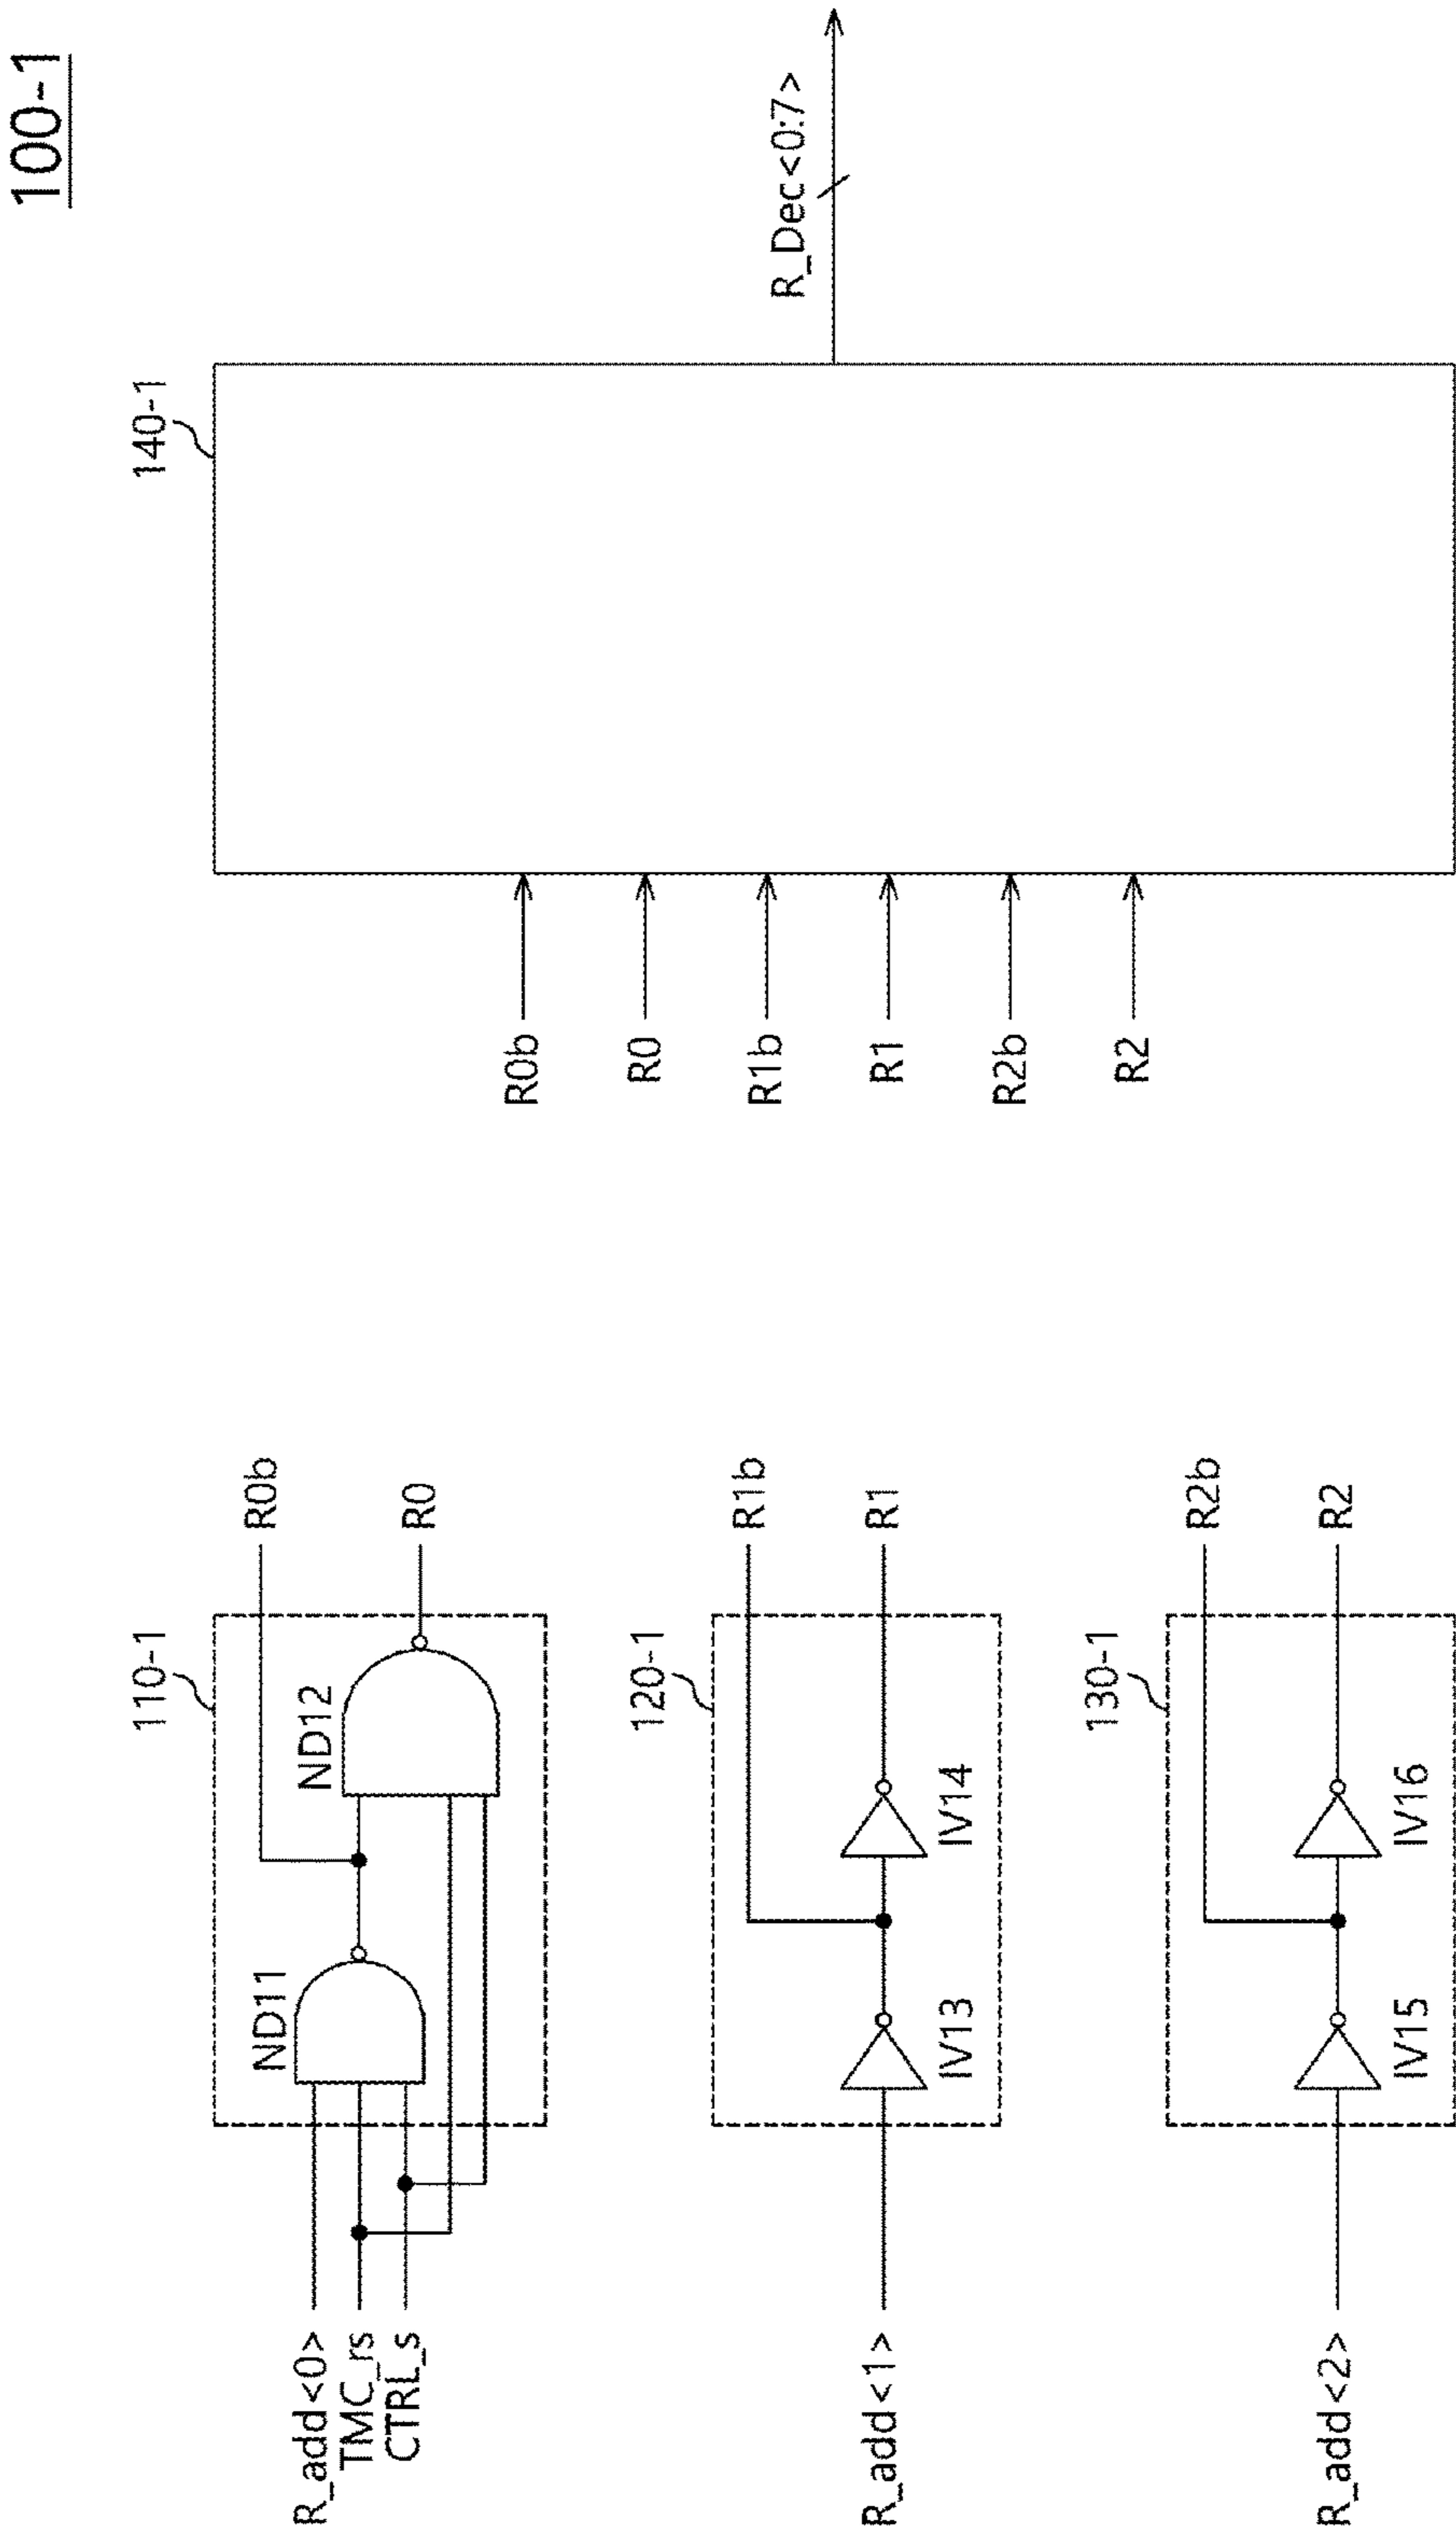 100-1
110-1
ND11
ND12
R_add<0>
TMC_rs
CTRL_s
R0b
R0
120-1
R_add<1>
IV13
IV14
R1b
R1
130-1
R_add<2>
IV15
IV16
R2b
R2
140-1
R0b
R0
R1b
R1
R2b
R2
R_Dec<0:7>